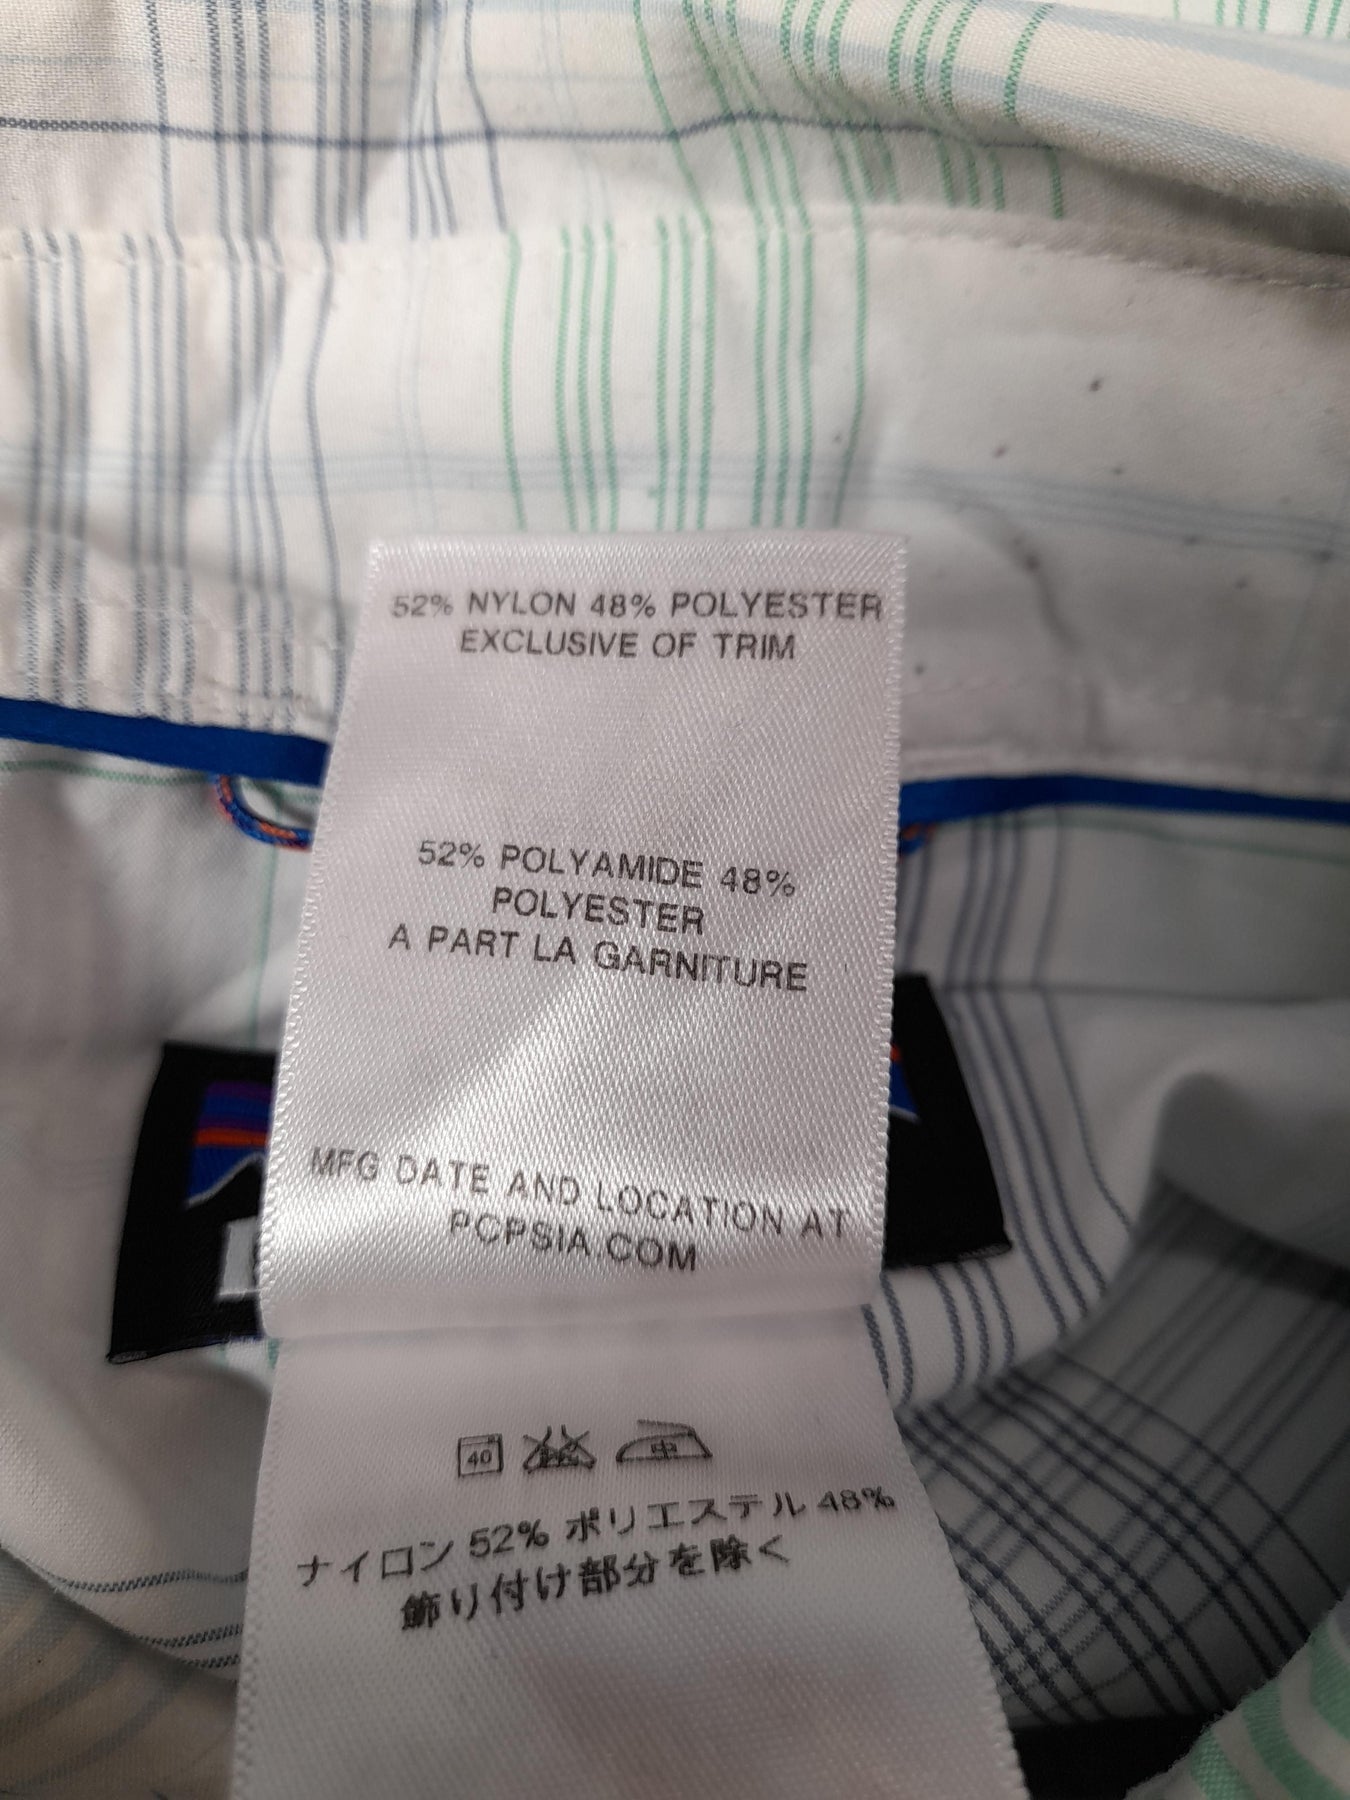 52% NYLON 48% POLYESTER
EXCLUSIVE OF TRIM
52% POLYAMIDE 48%
POLYESTER
A PART LA GARNITURE
MFG DATE AND LOCATION AT
PCPSIA.COM
40 中
ナイロン 52% ポリエステル 48%
飾り付け部分を除く